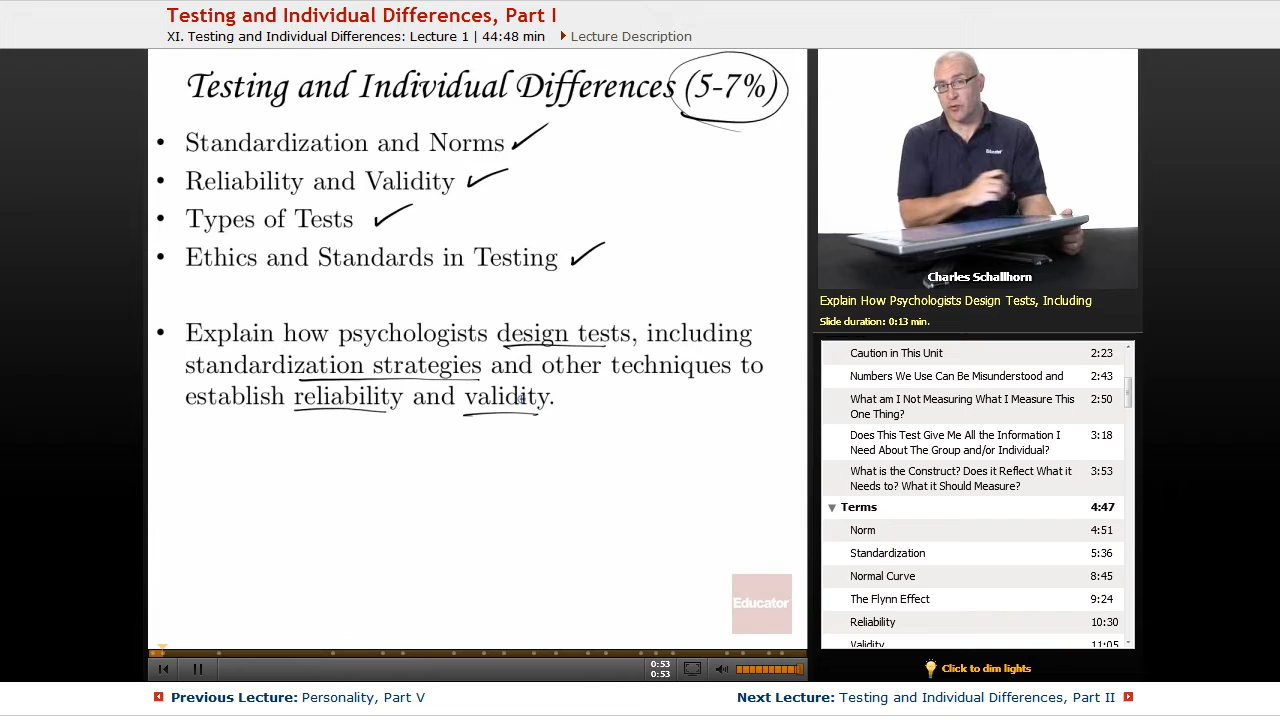 Testing and Individual Differences, Part I
XI. Testing and Individual Differences: Lecture 1 | 44:48 min
Lecture Description
Testing and Individual Differences (5-7%)
• Standardization and Norms
• Reliability and Validity
• Types of Tests
• Ethics and Standards in Testing
• Explain how psychologists design tests, including
standardization strategies and other techniques to
establish reliability and validity.
Educator
Charles Schallhorn
Explain How Psychologists Design Tests, Including
Slide duration: 0:13 min.
Caution in This Unit 2:23
Numbers We Use Can Be Misunderstood and 2:43
What am I Not Measuring What I Measure This 2:50
One Thing?
Does This Test Give Me All the Information I 3:18
Need About The Group and/or Individual?
What is the Construct? Does it Reflect What it 3:53
Needs to? What it Should Measure?
Terms 4:47
Norm 4:51
Standardization 5:36
Normal Curve 8:45
The Flynn Effect 9:24
Reliability 10:30
Validity 11:05
0:53
0:53
Click to dim lights
Previous Lecture: Personality, Part V
Next Lecture: Testing and Individual Differences, Part II